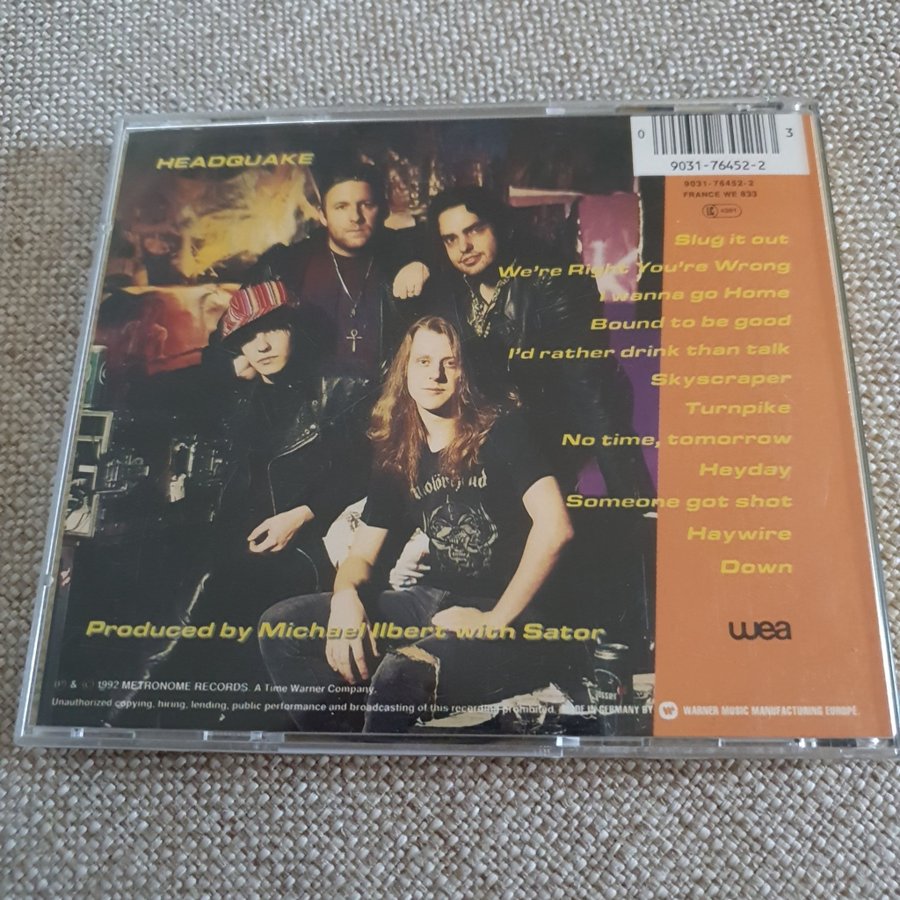 HEADQUAKE
0 3
9031-76452-2
9031-76452-2
FRANCE WE 833
Slug it out
We're Right You're Wrong
I wanna go Home
Bound to be good
I'd rather drink than talk
Skyscraper
Turnpike
No time, tomorrow
Heyday
Someone got shot
Haywire
Down
Motörhead
Produced by Michael Ilbert with Sator
wea
℗ & © 1992 METRONOME RECORDS. A Time Warner Company.
Unauthorized copying, hiring, lending, public performance and broadcasting of this recording prohibited. MADE IN GERMANY BY WARNER MUSIC MANUFACTURING EUROPE.